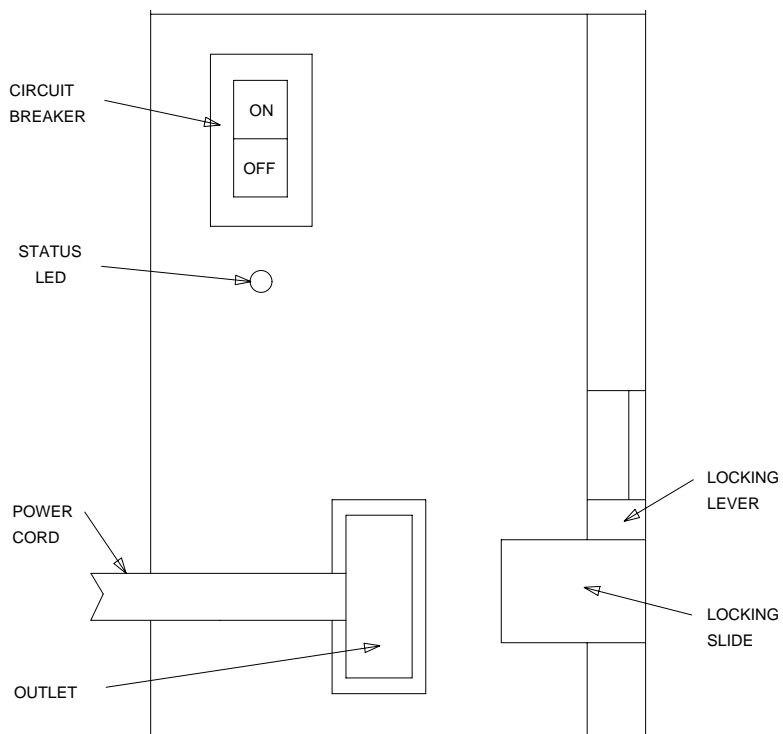 CIRCUIT
BREAKER
ON
OFF
STATUS
LED
LOCKING
LEVER
POWER
CORD
LOCKING
SLIDE
OUTLET